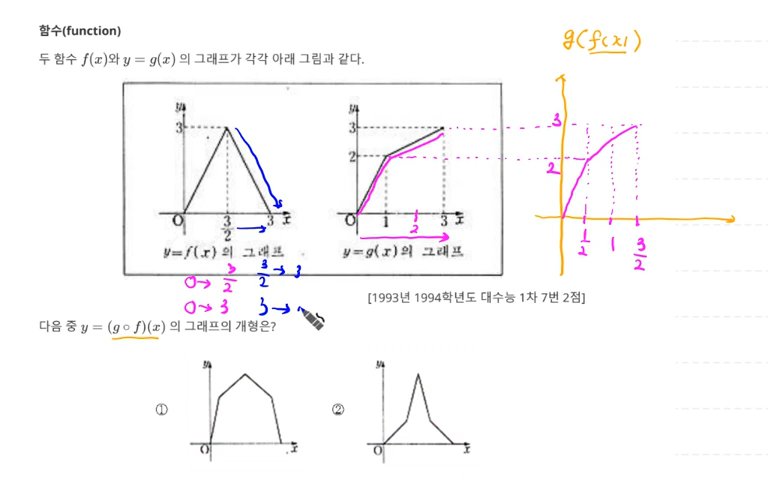 함수(function)
g(f(x))
두 함수 f(x)와 y = g(x) 의 그래프가 각각 아래 그림과 같다.
y 3 O 3/2 3 x
y=f(x) 의 그래프
y 3 2 O 1 1/2 3 x
y=g(x)의 그래프
3 2 1/2 1 3/2
0→ 3/2 3/2→ 3
0→ 3 3→
[1993년 1994학년도 대수능 1차 7번 2점]
다음 중 y = (g∘f)(x) 의 그래프의 개형은?
① y O x
② y O x